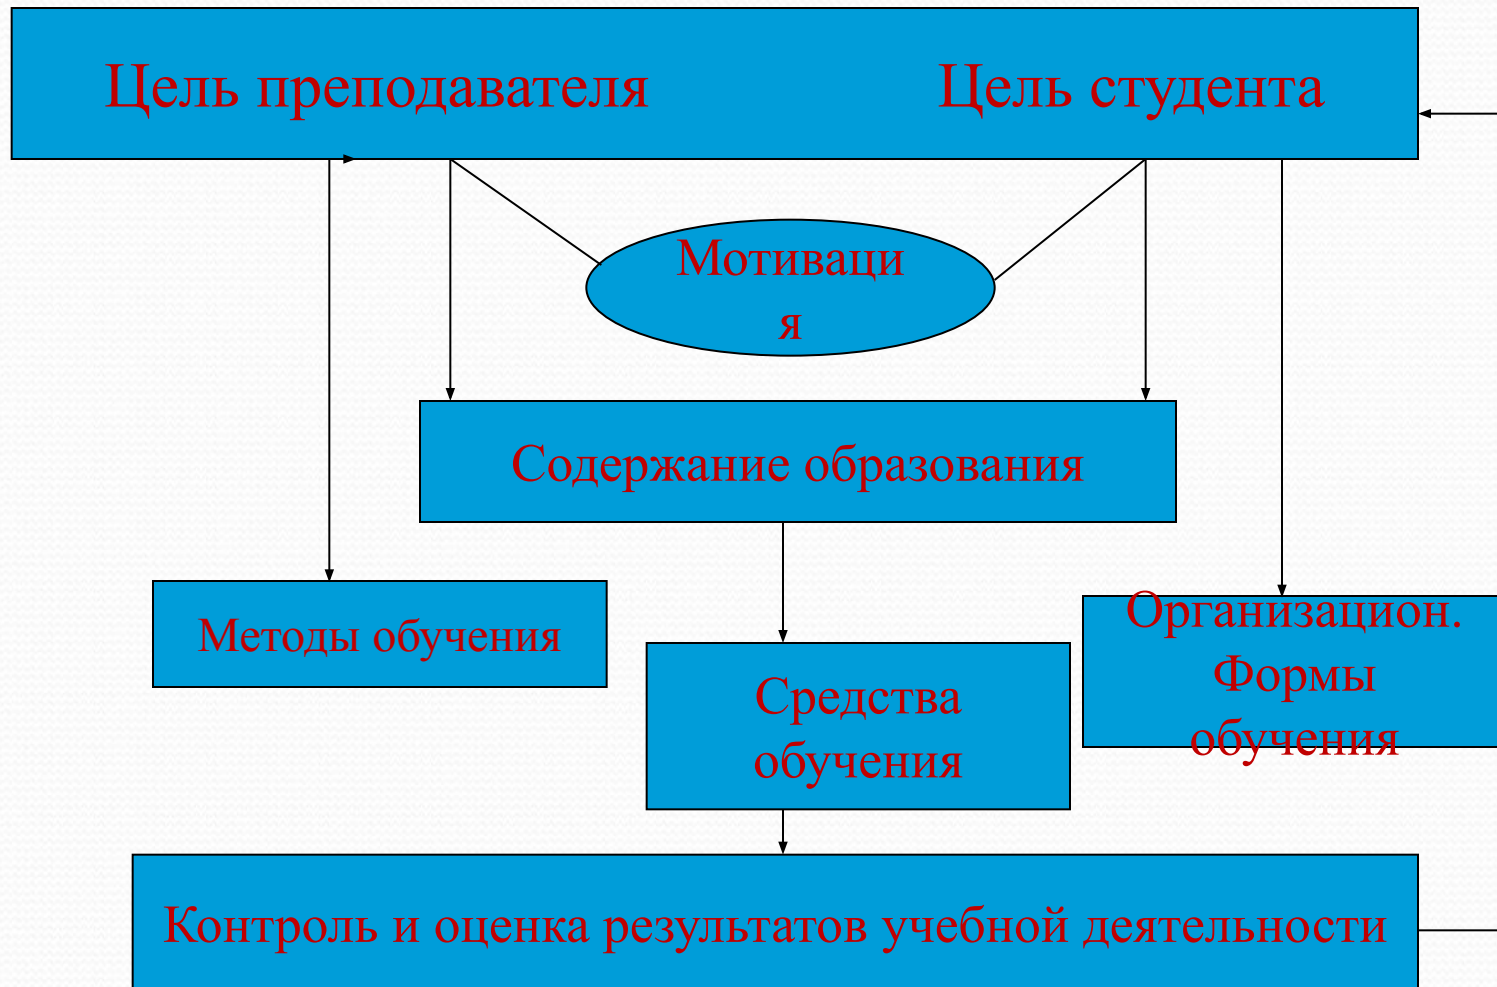 Цель преподавателя Цель студента
Мотиваци
я
Содержание образования
Методы обучения
Организацион.
Формы
обучения
Средства
обучения
Контроль и оценка результатов учебной деятельности